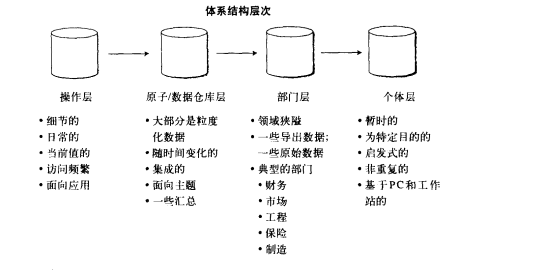 体系结构层次
操作层
• 细节的
• 日常的
• 当前值的
• 访问频繁
• 面向应用
原子/数据仓库层
• 大部分是粒度
化数据
• 随时间变化的
• 集成的
• 面向主题
• 一些汇总
部门层
• 领域狭隘
• 一些导出数据;
一些原始数据
• 典型的部门
• 财务
• 市场
• 工程
• 保险
• 制造
个体层
• 暂时的
• 为特定目的的
• 启发式的
• 非重复的
• 基于PC和工作
站的